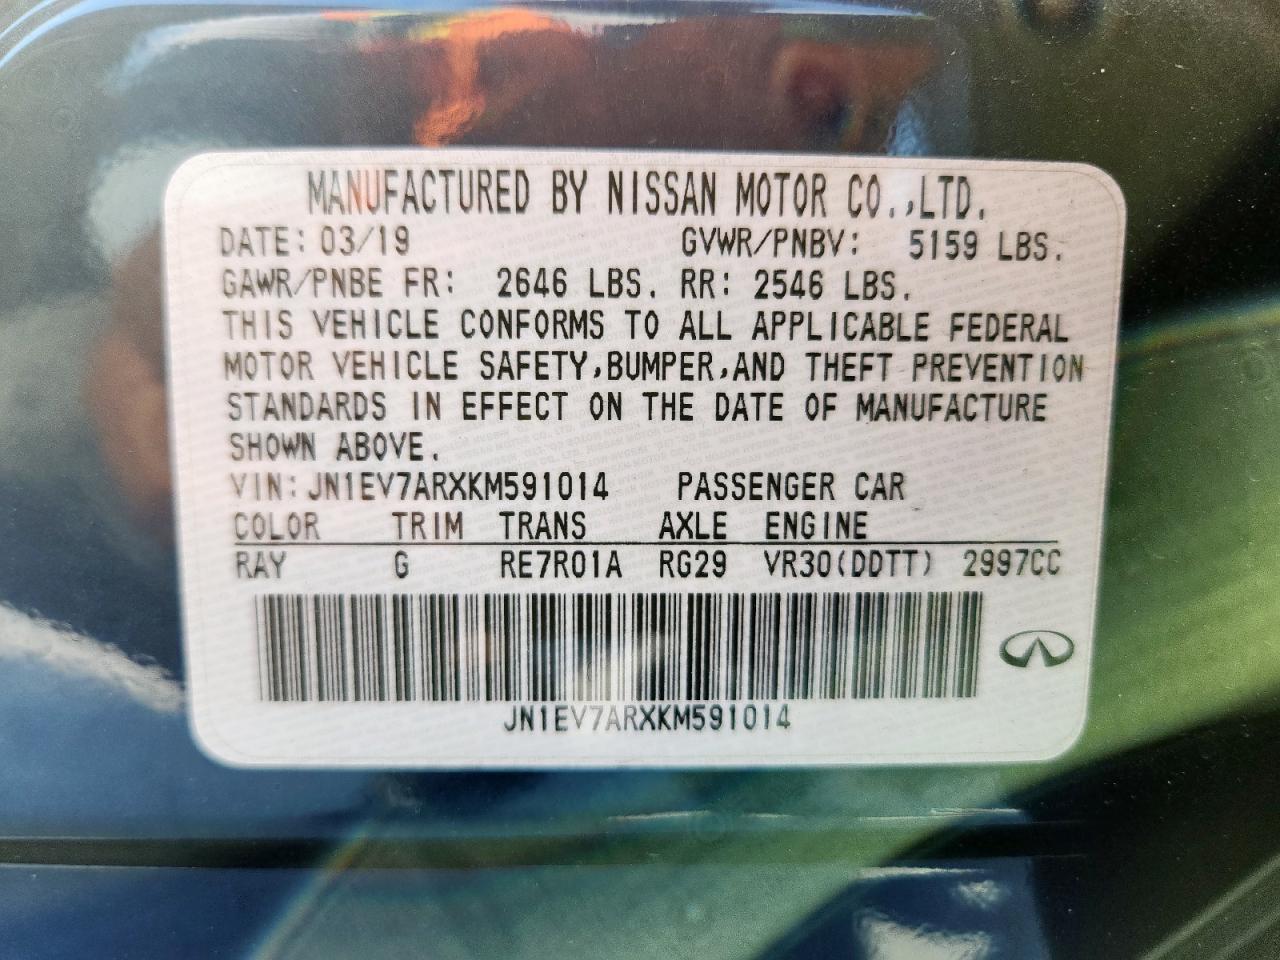 MANUFACTURED BY NISSAN MOTOR CO.,LTD.
DATE: 03/19 GVWR/PNBV: 5159 LBS.
GAWR/PNBE FR: 2646 LBS. RR: 2546 LBS.
THIS VEHICLE CONFORMS TO ALL APPLICABLE FEDERAL
MOTOR VEHICLE SAFETY,BUMPER,AND THEFT PREVENTION
STANDARDS IN EFFECT ON THE DATE OF MANUFACTURE
SHOWN ABOVE.
VIN:JN1EV7ARXKM591014 PASSENGER CAR
COLOR TRIM TRANS AXLE ENGINE
RAY G RE7R01A RG29 VR30(DDTT) 2997CC
JN1EV7ARXKM591014